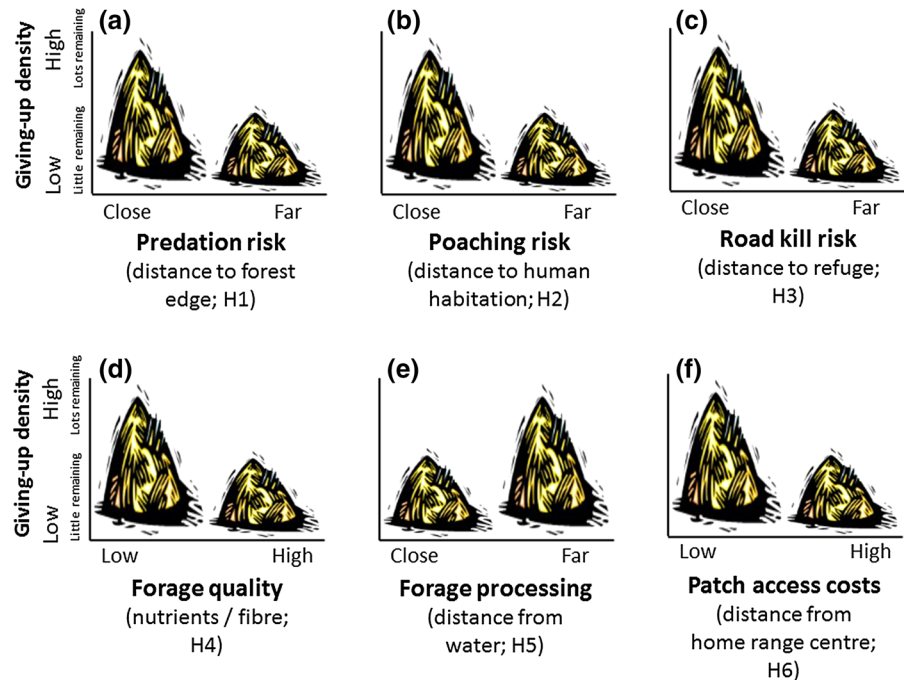 (a)
Giving-up density
High
Lots remaining
Low
Little remaining
Close Far
Predation risk
(distance to forest
edge; H1)
(b)
Close Far
Poaching risk
(distance to human
habitation; H2)
(c)
Close Far
Road kill risk
(distance to refuge;
H3)
(d)
Giving-up density
High
Lots remaining
Low
Little remaining
Low High
Forage quality
(nutrients / fibre;
H4)
(e)
Close Far
Forage processing
(distance from
water; H5)
(f)
Low High
Patch access costs
(distance from
home range centre;
H6)